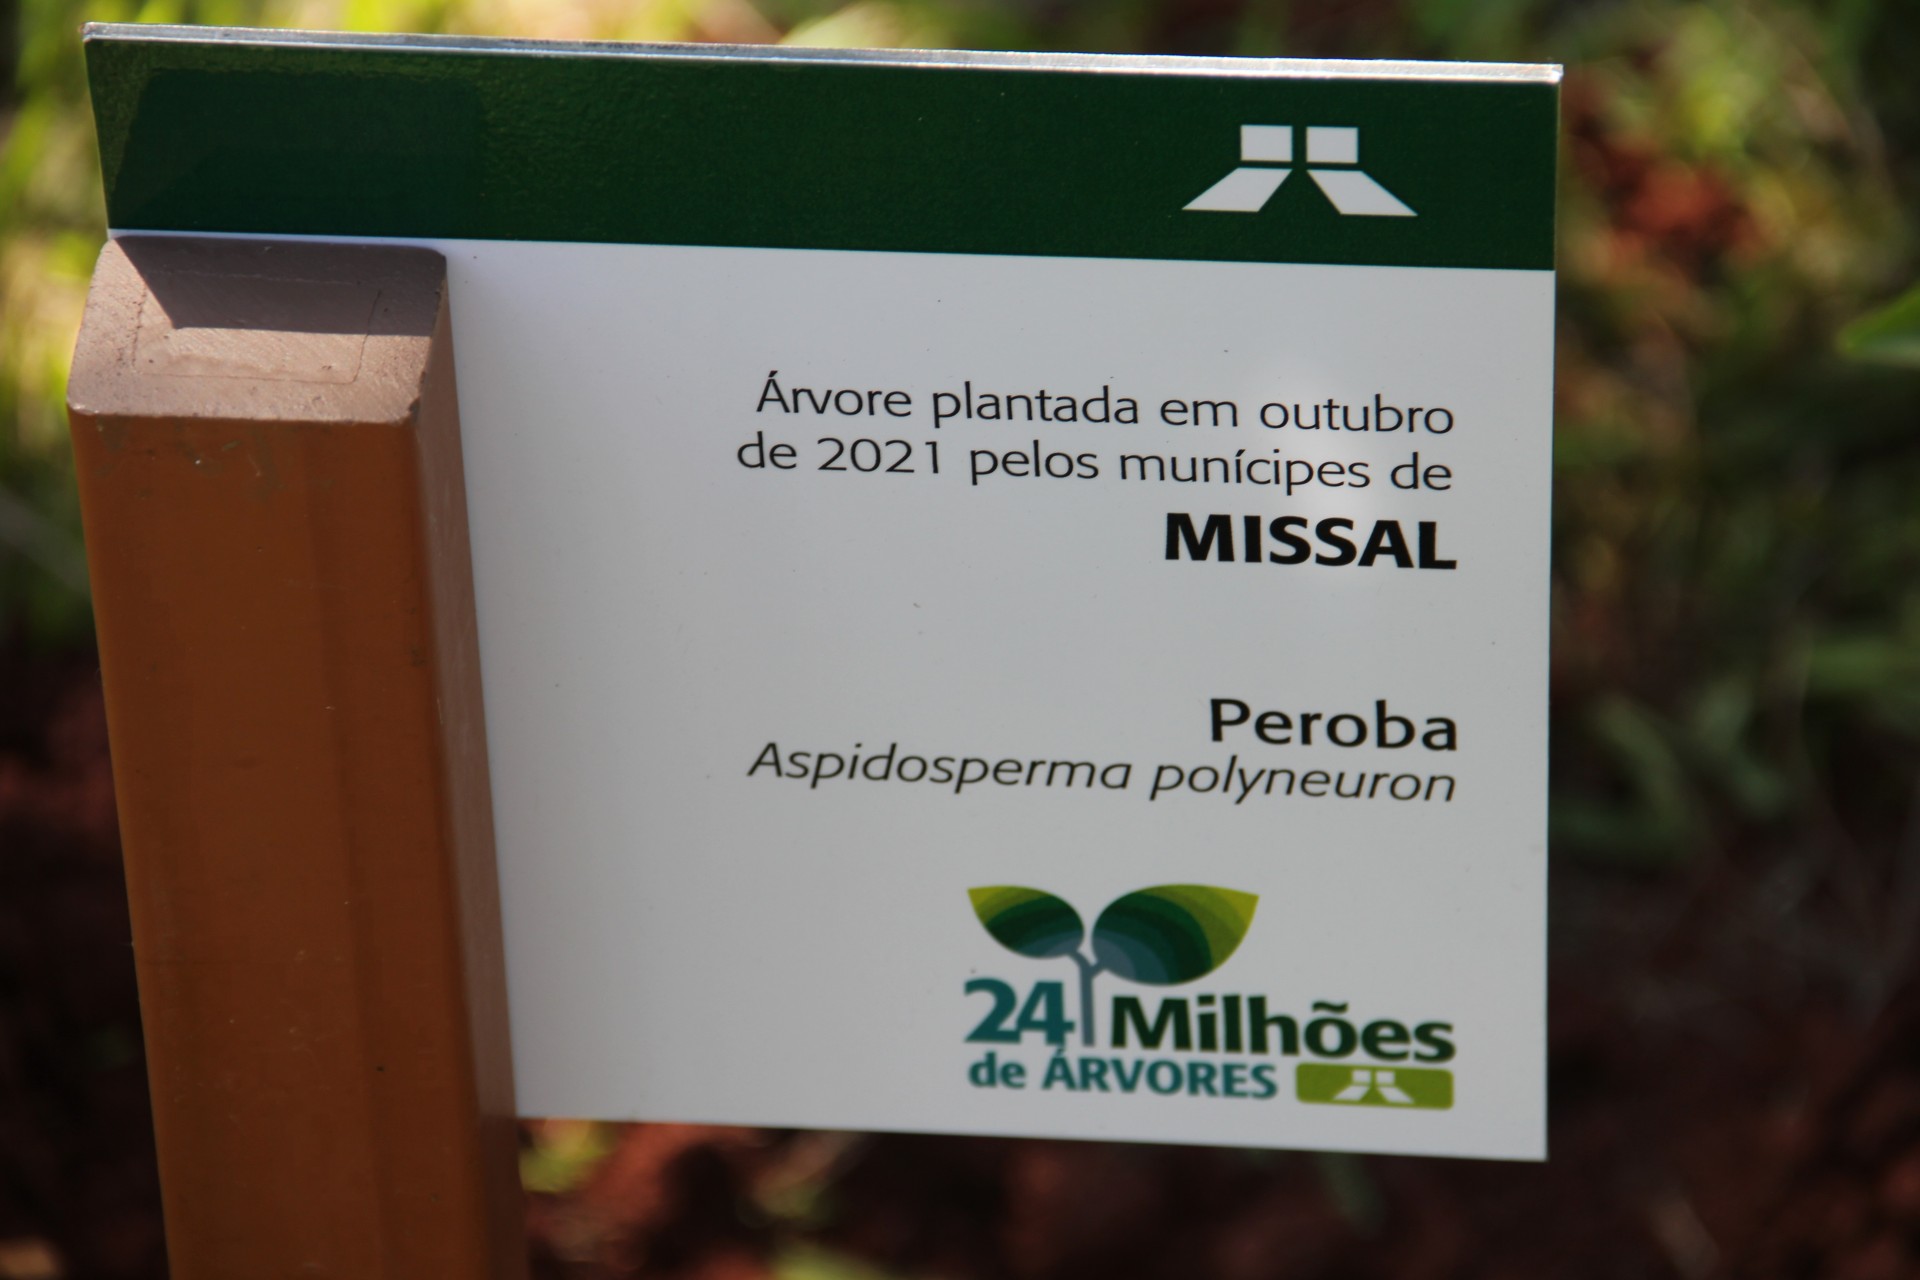 Árvore plantada em outubro
de 2021 pelos munícipes de
MISSAL
Peroba
Aspidosperma polyneuron
24 Milhões
de ÁRVORES